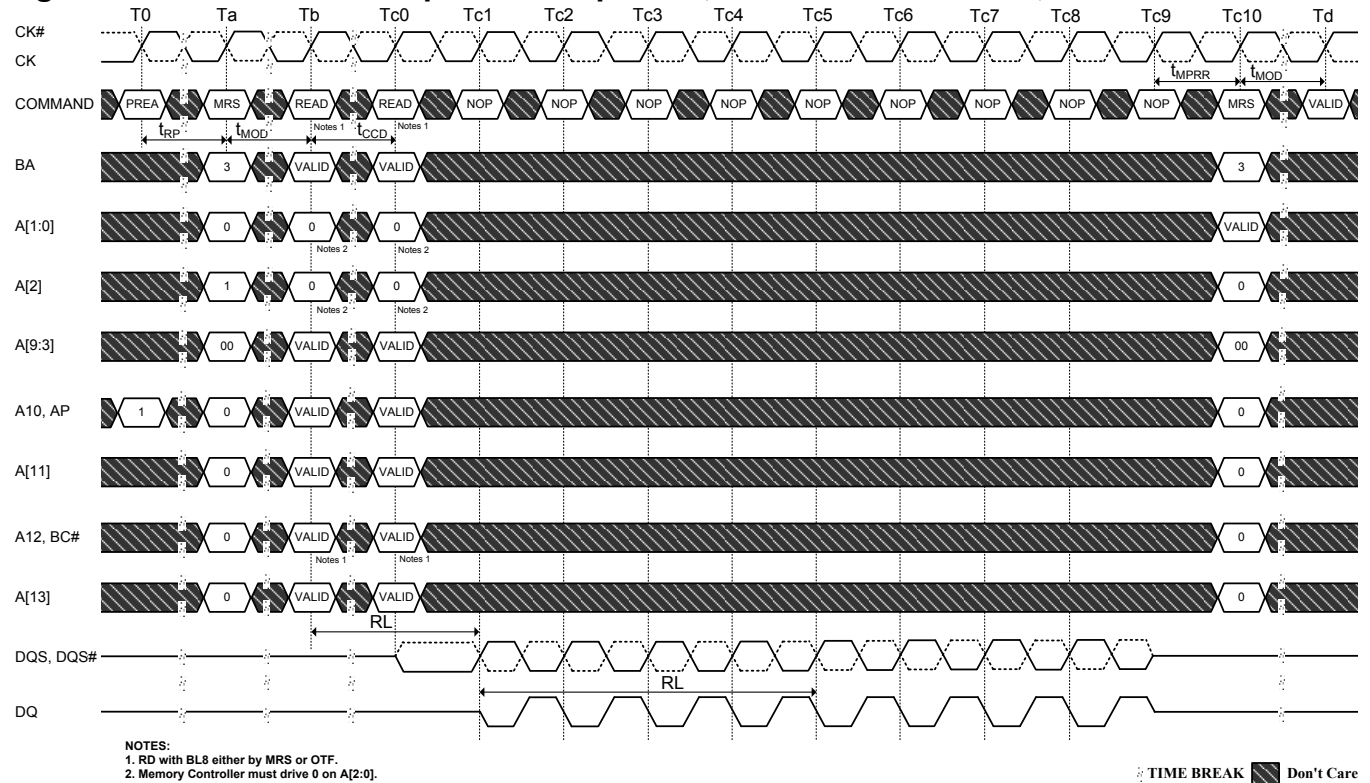 T0 Ta Tb Tc0 Tc1 Tc2 Tc3 Tc4 Tc5 Tc6 Tc7 Tc8 Tc9 Tc10 Td
CK#
CK
tMPRR tMOD
COMMAND PREA MRS READ READ NOP NOP NOP NOP NOP NOP NOP NOP NOP MRS VALID
tRP tMOD Notes 1 tCCD Notes 1
BA 3 VALID VALID 3
A[1:0] 0 0 0 VALID
Notes 2 Notes 2
A[2] 1 0 0 0
Notes 2 Notes 2
A[9:3] 00 VALID VALID 00
A10, AP 1 0 VALID VALID 0
A[11] 0 VALID VALID 0
A12, BC# 0 VALID VALID 0
Notes 1 Notes 1
A[13] 0 VALID VALID 0
RL
DQS, DQS#
RL
DQ
NOTES:
1. RD with BL8 either by MRS or OTF.
2. Memory Controller must drive 0 on A[2:0].
TIME BREAK Don't Care